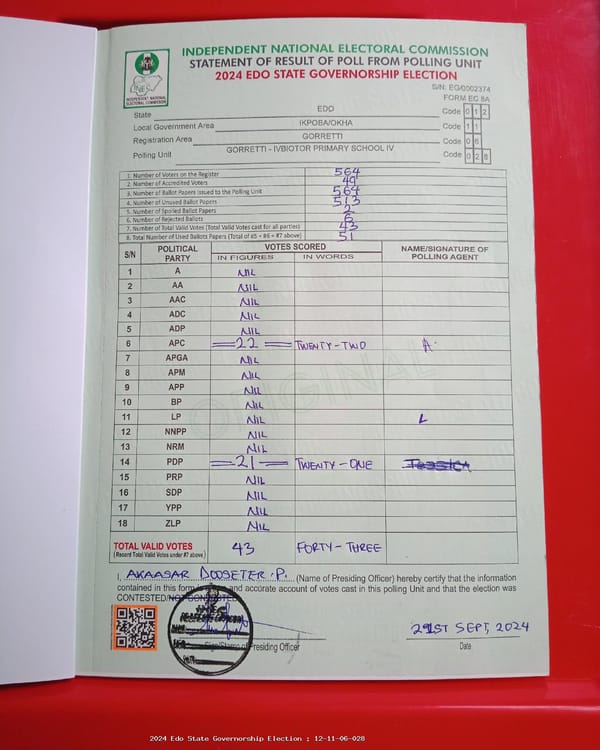 INDEPENDENT NATIONAL ELECTORAL COMMISSION
STATEMENT OF RESULT OF POLL FROM POLLING UNIT
2024 EDO STATE GOVERNORSHIP ELECTION
INEC
INDEPENDENT NATIONAL ELECTORAL COMMISSION
S/N: EG/0002374
FORM EC 8A
State EDO Code 0 1 2
Local Government Area IKPOBA/OKHA Code 1 1
Registration Area GORRETTI Code 0 6
Polling Unit GORRETTI - IVBIOTOR PRIMARY SCHOOL IV Code 0 2 8
1. Number of Voters on the Register 564
2. Number of Accredited Voters 49
3. Number of Ballot Papers Issued to the Polling Unit 564
4. Number of Unused Ballot Papers 513
5. Number of Spoiled Ballot Papers 2
6. Number of Rejected Ballots
7. Number of Total Valid Votes (Total Valid Votes cast for all parties) 43
8. Total Number of Used Ballots Papers (Total of #5 + #6 + #7 above) 51
S/N POLITICAL PARTY VOTES SCORED NAME/SIGNATURE OF POLLING AGENT
IN FIGURES IN WORDS
1 A NIL
2 AA NIL
3 AAC NIL
4 ADC NIL
5 ADP NIL
6 APC 22 TWENTY-TWO A
7 APGA NIL
8 APM NIL
9 APP NIL
10 BP NIL
11 LP NIL L
12 NNPP NIL
13 NRM NIL
14 PDP 21 TWENTY-ONE
15 PRP NIL
16 SDP NIL
17 YPP NIL
18 ZLP NIL
ORIGINAL
TOTAL VALID VOTES 43 FORTY-THREE
(Record Total Valid Votes under #7 above)
I, AKAASAR DOOSETER .P. (Name of Presiding Officer) hereby certify that the information
contained in this form and accurate account of votes cast in this polling Unit and that the election was
CONTESTED/
Sign/Stamp of Presiding Officer
21ST SEPT, 2024
Date
2024 Edo State Governorship Election : 12-11-06-028